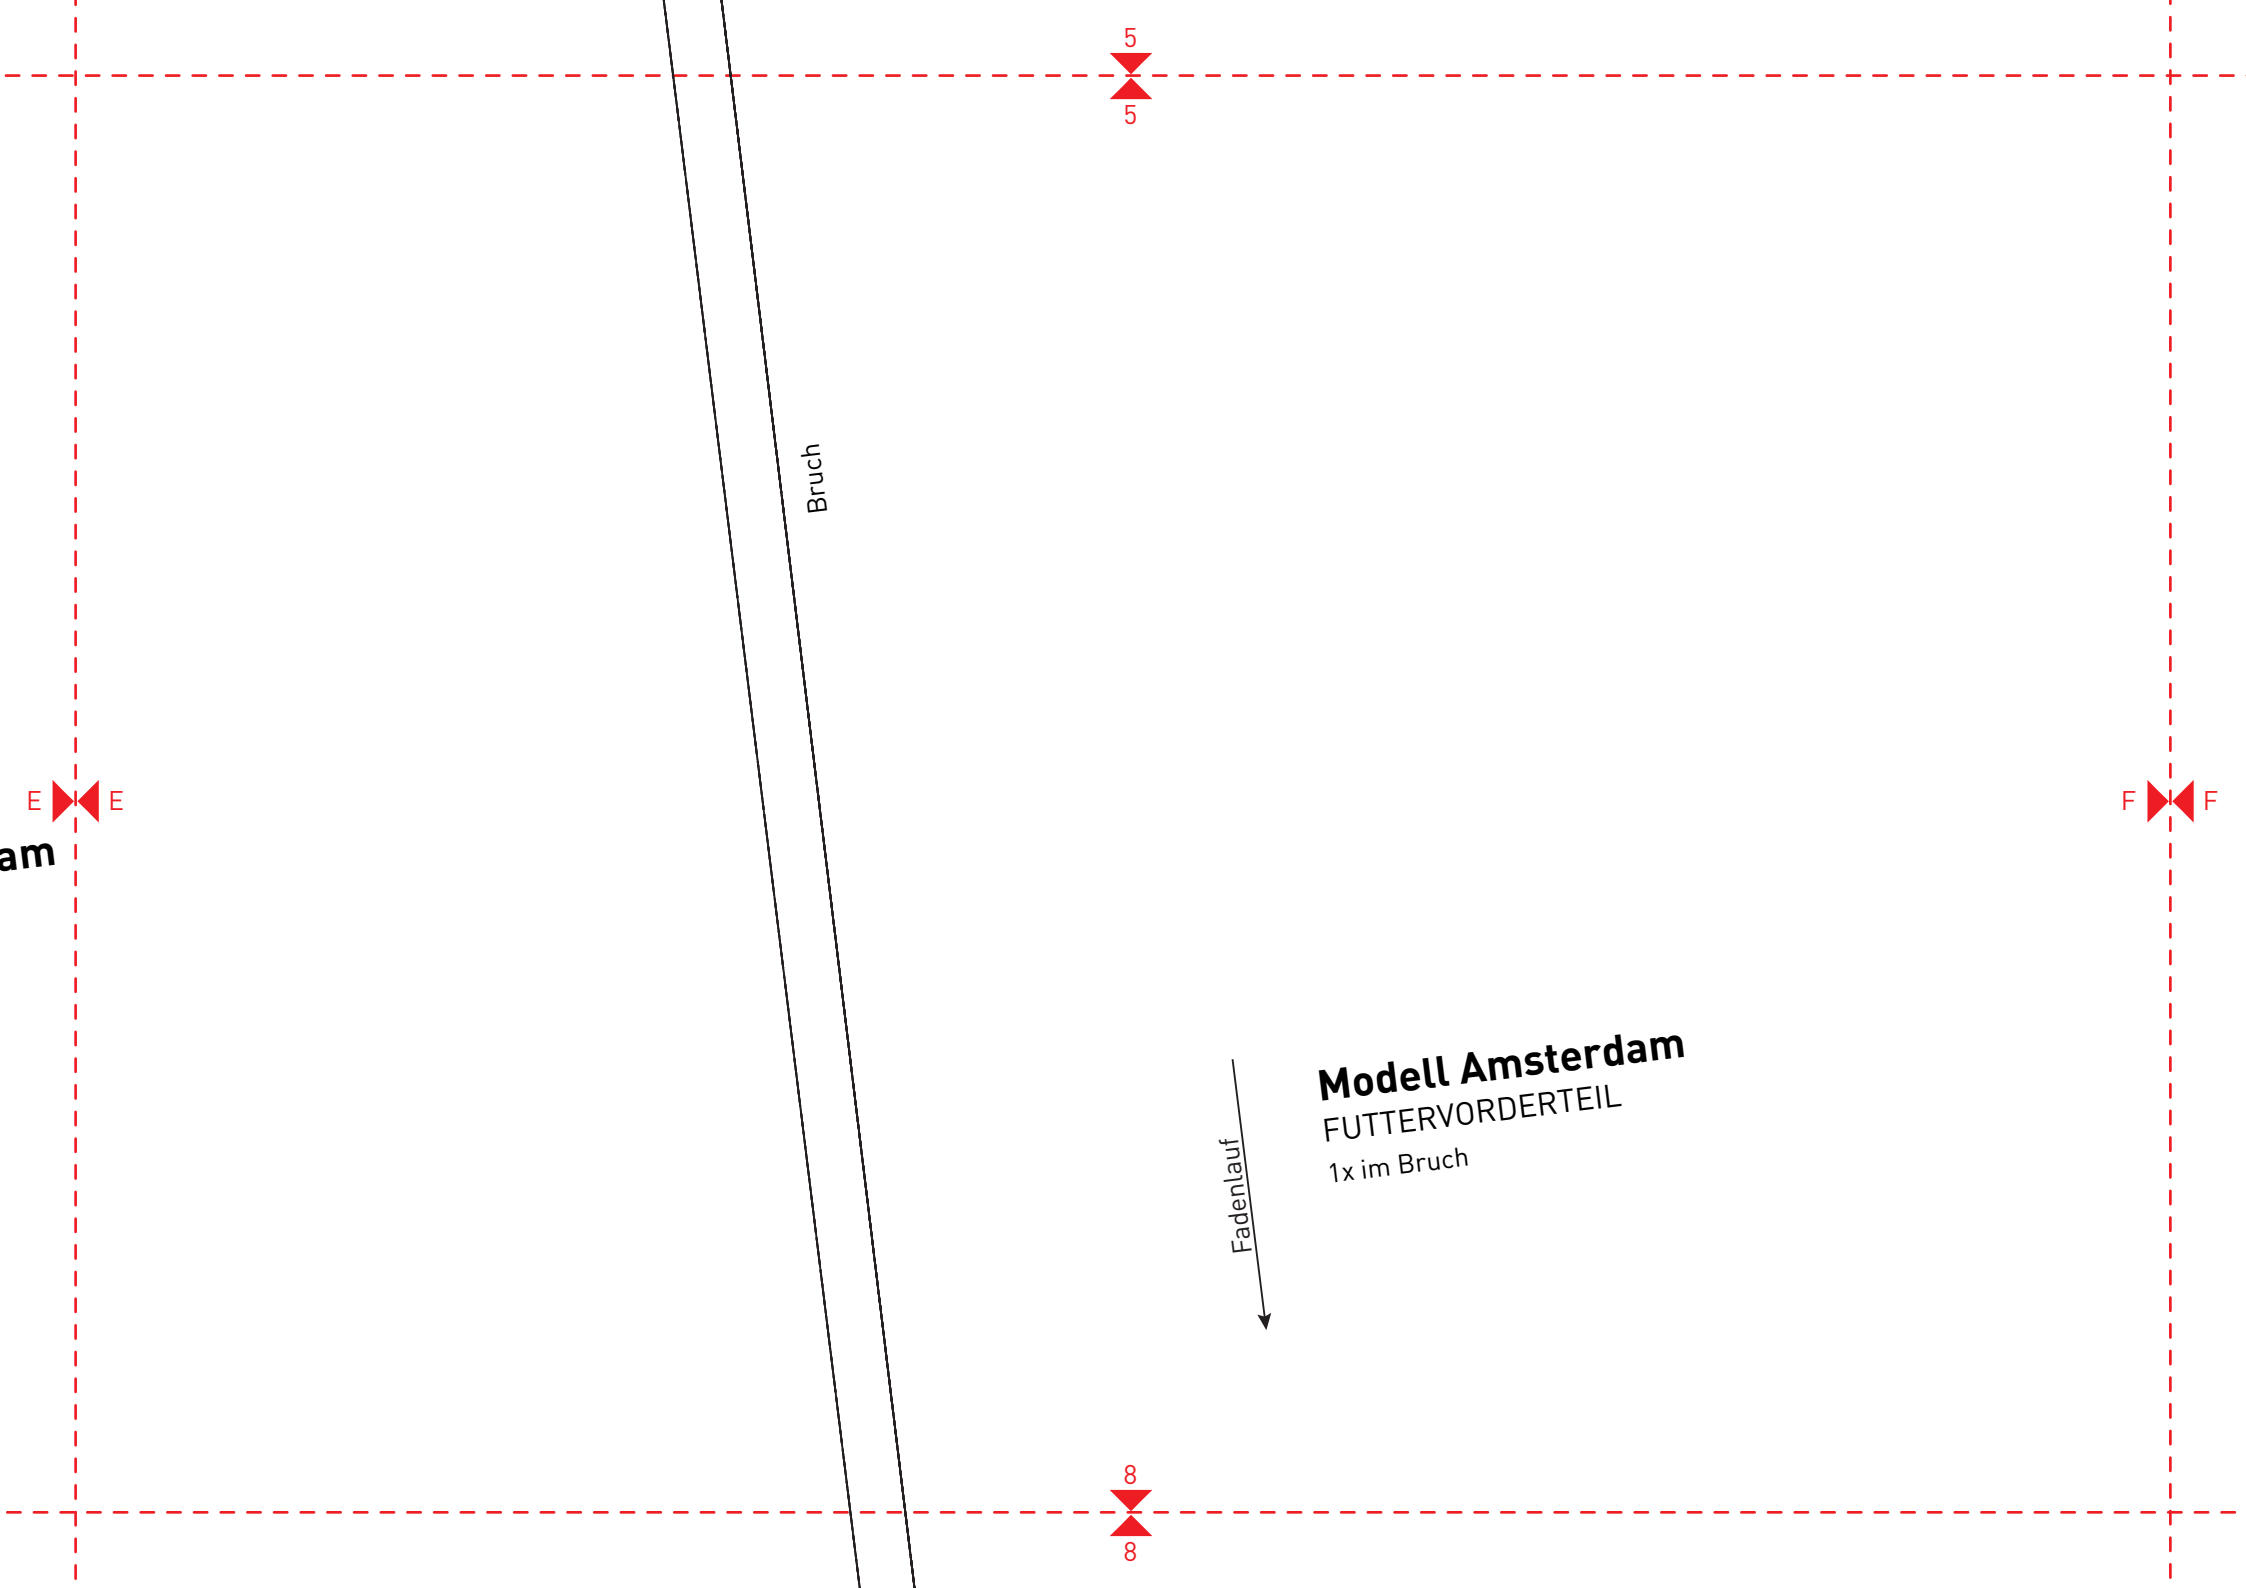 5
5
Bruch
E E
F F
am
Modell Amsterdam
FUTTERVORDERTEIL
1x im Bruch
Fadenlauf
8
8